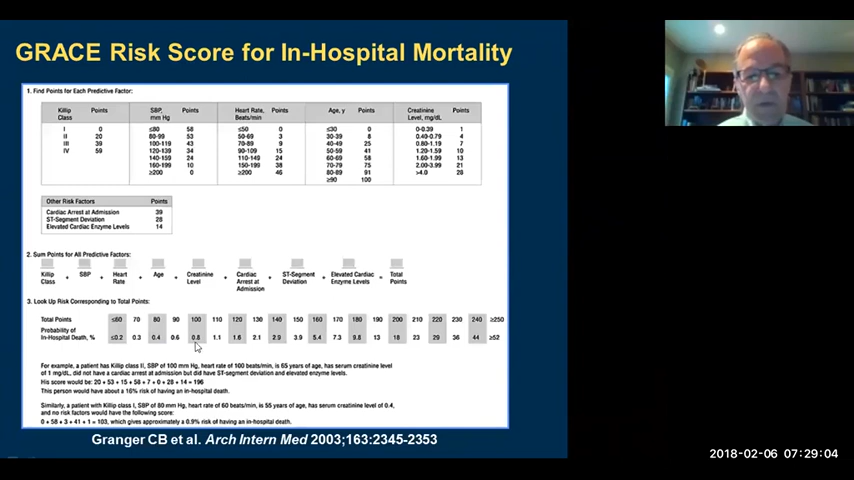 GRACE Risk Score for In-Hospital Mortality
1. Find Points for Each Predictive Factor:
Killip Class Points SBP, mm Hg Points Heart Rate, Beats/min Points Age, y Points Creatinine Level, mg/dL Points
I 0 ≤80 58 ≤50 0 ≤30 0 0-0.39 1
II 20 80-99 53 50-69 3 30-39 8 0.40-0.79 4
III 39 100-119 43 70-89 9 40-49 25 0.80-1.19 7
IV 59 120-139 34 90-109 15 50-59 41 1.20-1.59 10
140-159 24 110-149 24 60-69 58 1.60-1.99 13
160-199 10 150-199 38 70-79 75 2.00-3.99 21
≥200 0 ≥200 46 80-89 91 >4.0 28
≥90 100
Other Risk Factors Points
Cardiac Arrest at Admission 39
ST-Segment Deviation 28
Elevated Cardiac Enzyme Levels 14
2. Sum Points for All Predictive Factors:
Killip Class + SBP + Heart Rate + Age + Creatinine Level + Cardiac Arrest at Admission + ST-Segment Deviation + Elevated Cardiac Enzyme Levels = Total Points
3. Look Up Risk Corresponding to Total Points:
Total Points ≤60 70 80 90 100 110 120 130 140 150 160 170 180 190 200 210 220 230 240 ≥250
Probability of In-Hospital Death, % ≤0.2 0.3 0.4 0.6 0.8 1.1 1.6 2.1 2.9 3.9 5.4 7.3 9.8 13 18 23 29 36 44 ≥52
For example, a patient has Killip class II, SBP of 100 mm Hg, heart rate of 100 beats/min, is 65 years of age, has serum creatinine level
of 1 mg/dL, did not have a cardiac arrest at admission but did have ST-segment deviation and elevated enzyme levels.
His score would be: 20 + 53 + 15 + 58 + 7 + 0 + 28 + 14 = 196
This person would have about a 16% risk of having an in-hospital death.
Similarly, a patient with Killip class I, SBP of 80 mm Hg, heart rate of 60 beats/min, is 55 years of age, has serum creatinine level of 0.4,
and no risk factors would have the following score:
0 + 58 + 3 + 41 + 1 = 103, which gives approximately a 0.9% risk of having an in-hospital death.
Granger CB et al. Arch Intern Med 2003;163:2345-2353
2018-02-06 07:29:04